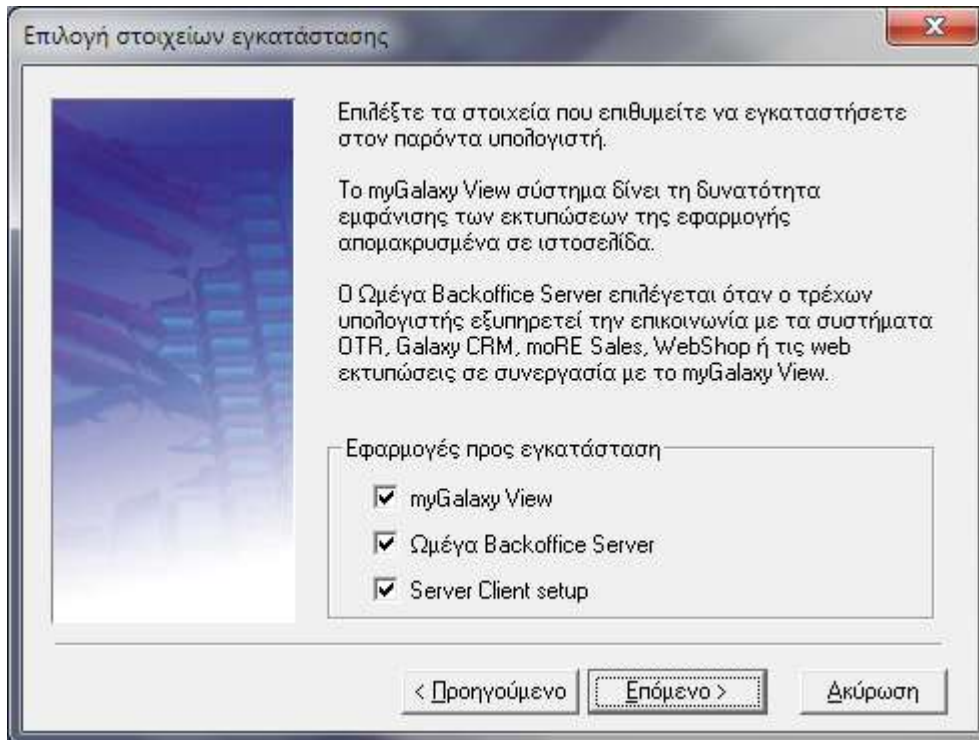 Επιλογή στοιχείων εγκατάστασης
Επιλέξτε τα στοιχεία που επιθυμείτε να εγκαταστήσετε
στον παρόντα υπολογιστή.
Το myGalaxy View σύστημα δίνει τη δυνατότητα
εμφάνισης των εκτυπώσεων της εφαρμογής
απομακρυσμένα σε ιστοσελίδα.
Ο Ωμέγα Backoffice Server επιλέγεται όταν ο τρέχων
υπολογιστής εξυπηρετεί την επικοινωνία με τα συστήματα
OTR, Galaxy CRM, moRE Sales, WebShop ή τις web
εκτυπώσεις σε συνεργασία με το myGalaxy View.
Εφαρμογές προς εγκατάσταση
myGalaxy View
Ωμέγα Backoffice Server
Server Client setup
< Προηγούμενο
Επόμενο >
Ακύρωση